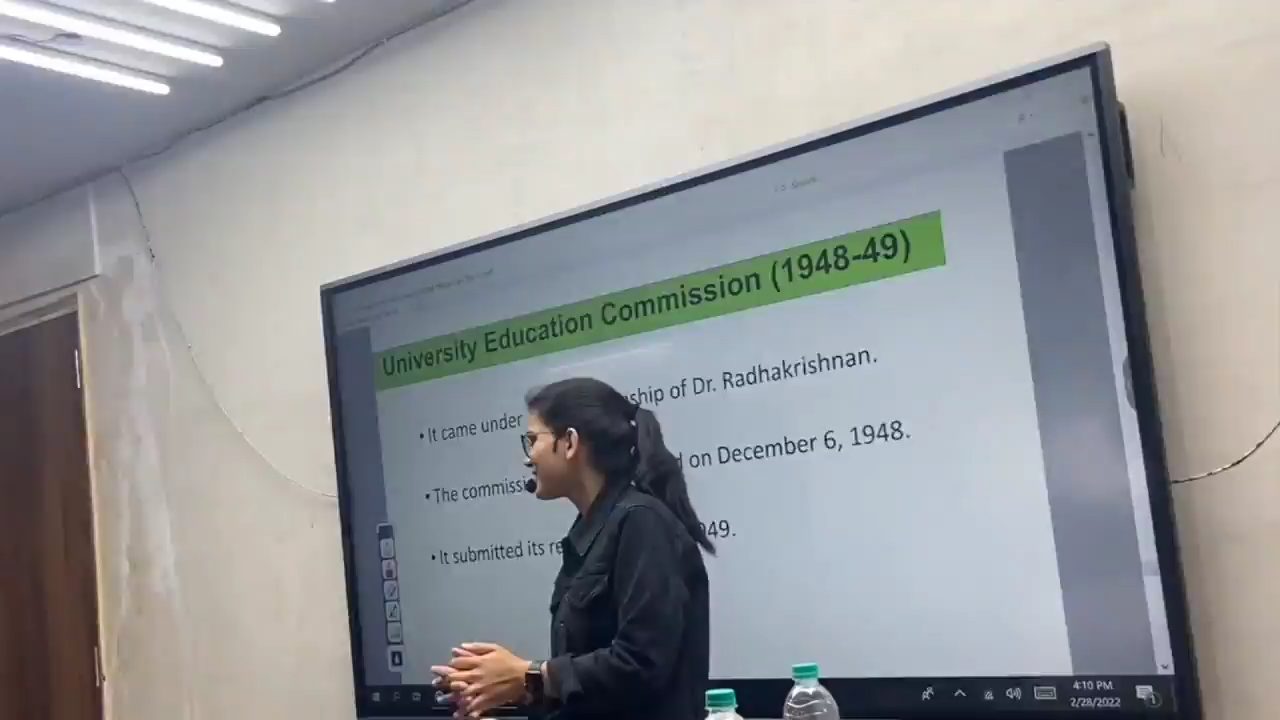 University Education Commission (1948-49)
• It came under ship of Dr. Radhakrishnan.
• The commiss on December 6, 1948.
• It submitted its re 949.
4:10 PM
2/28/2022